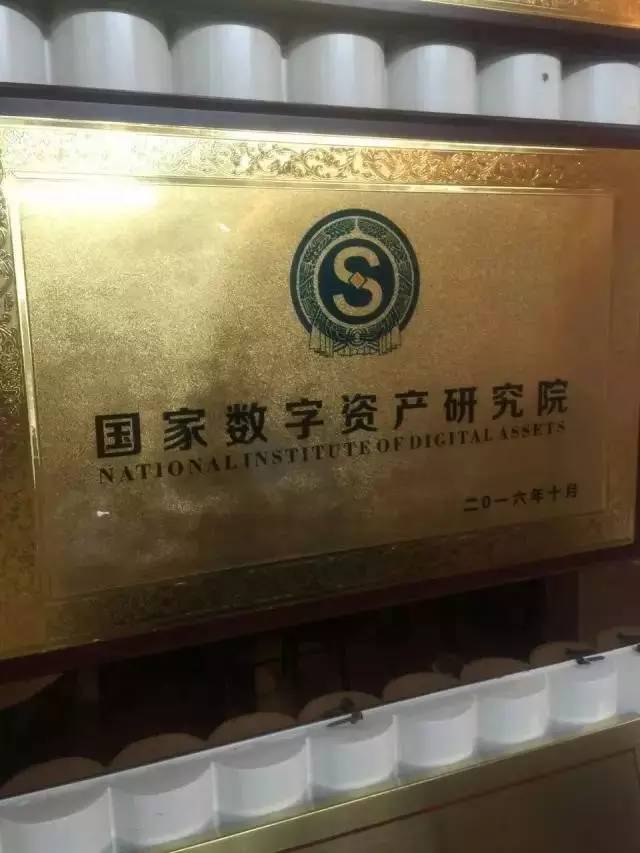 S
国家数字资产研究院
NATIONAL INSTITUTE OF DIGITAL ASSETS
二0一六年十月